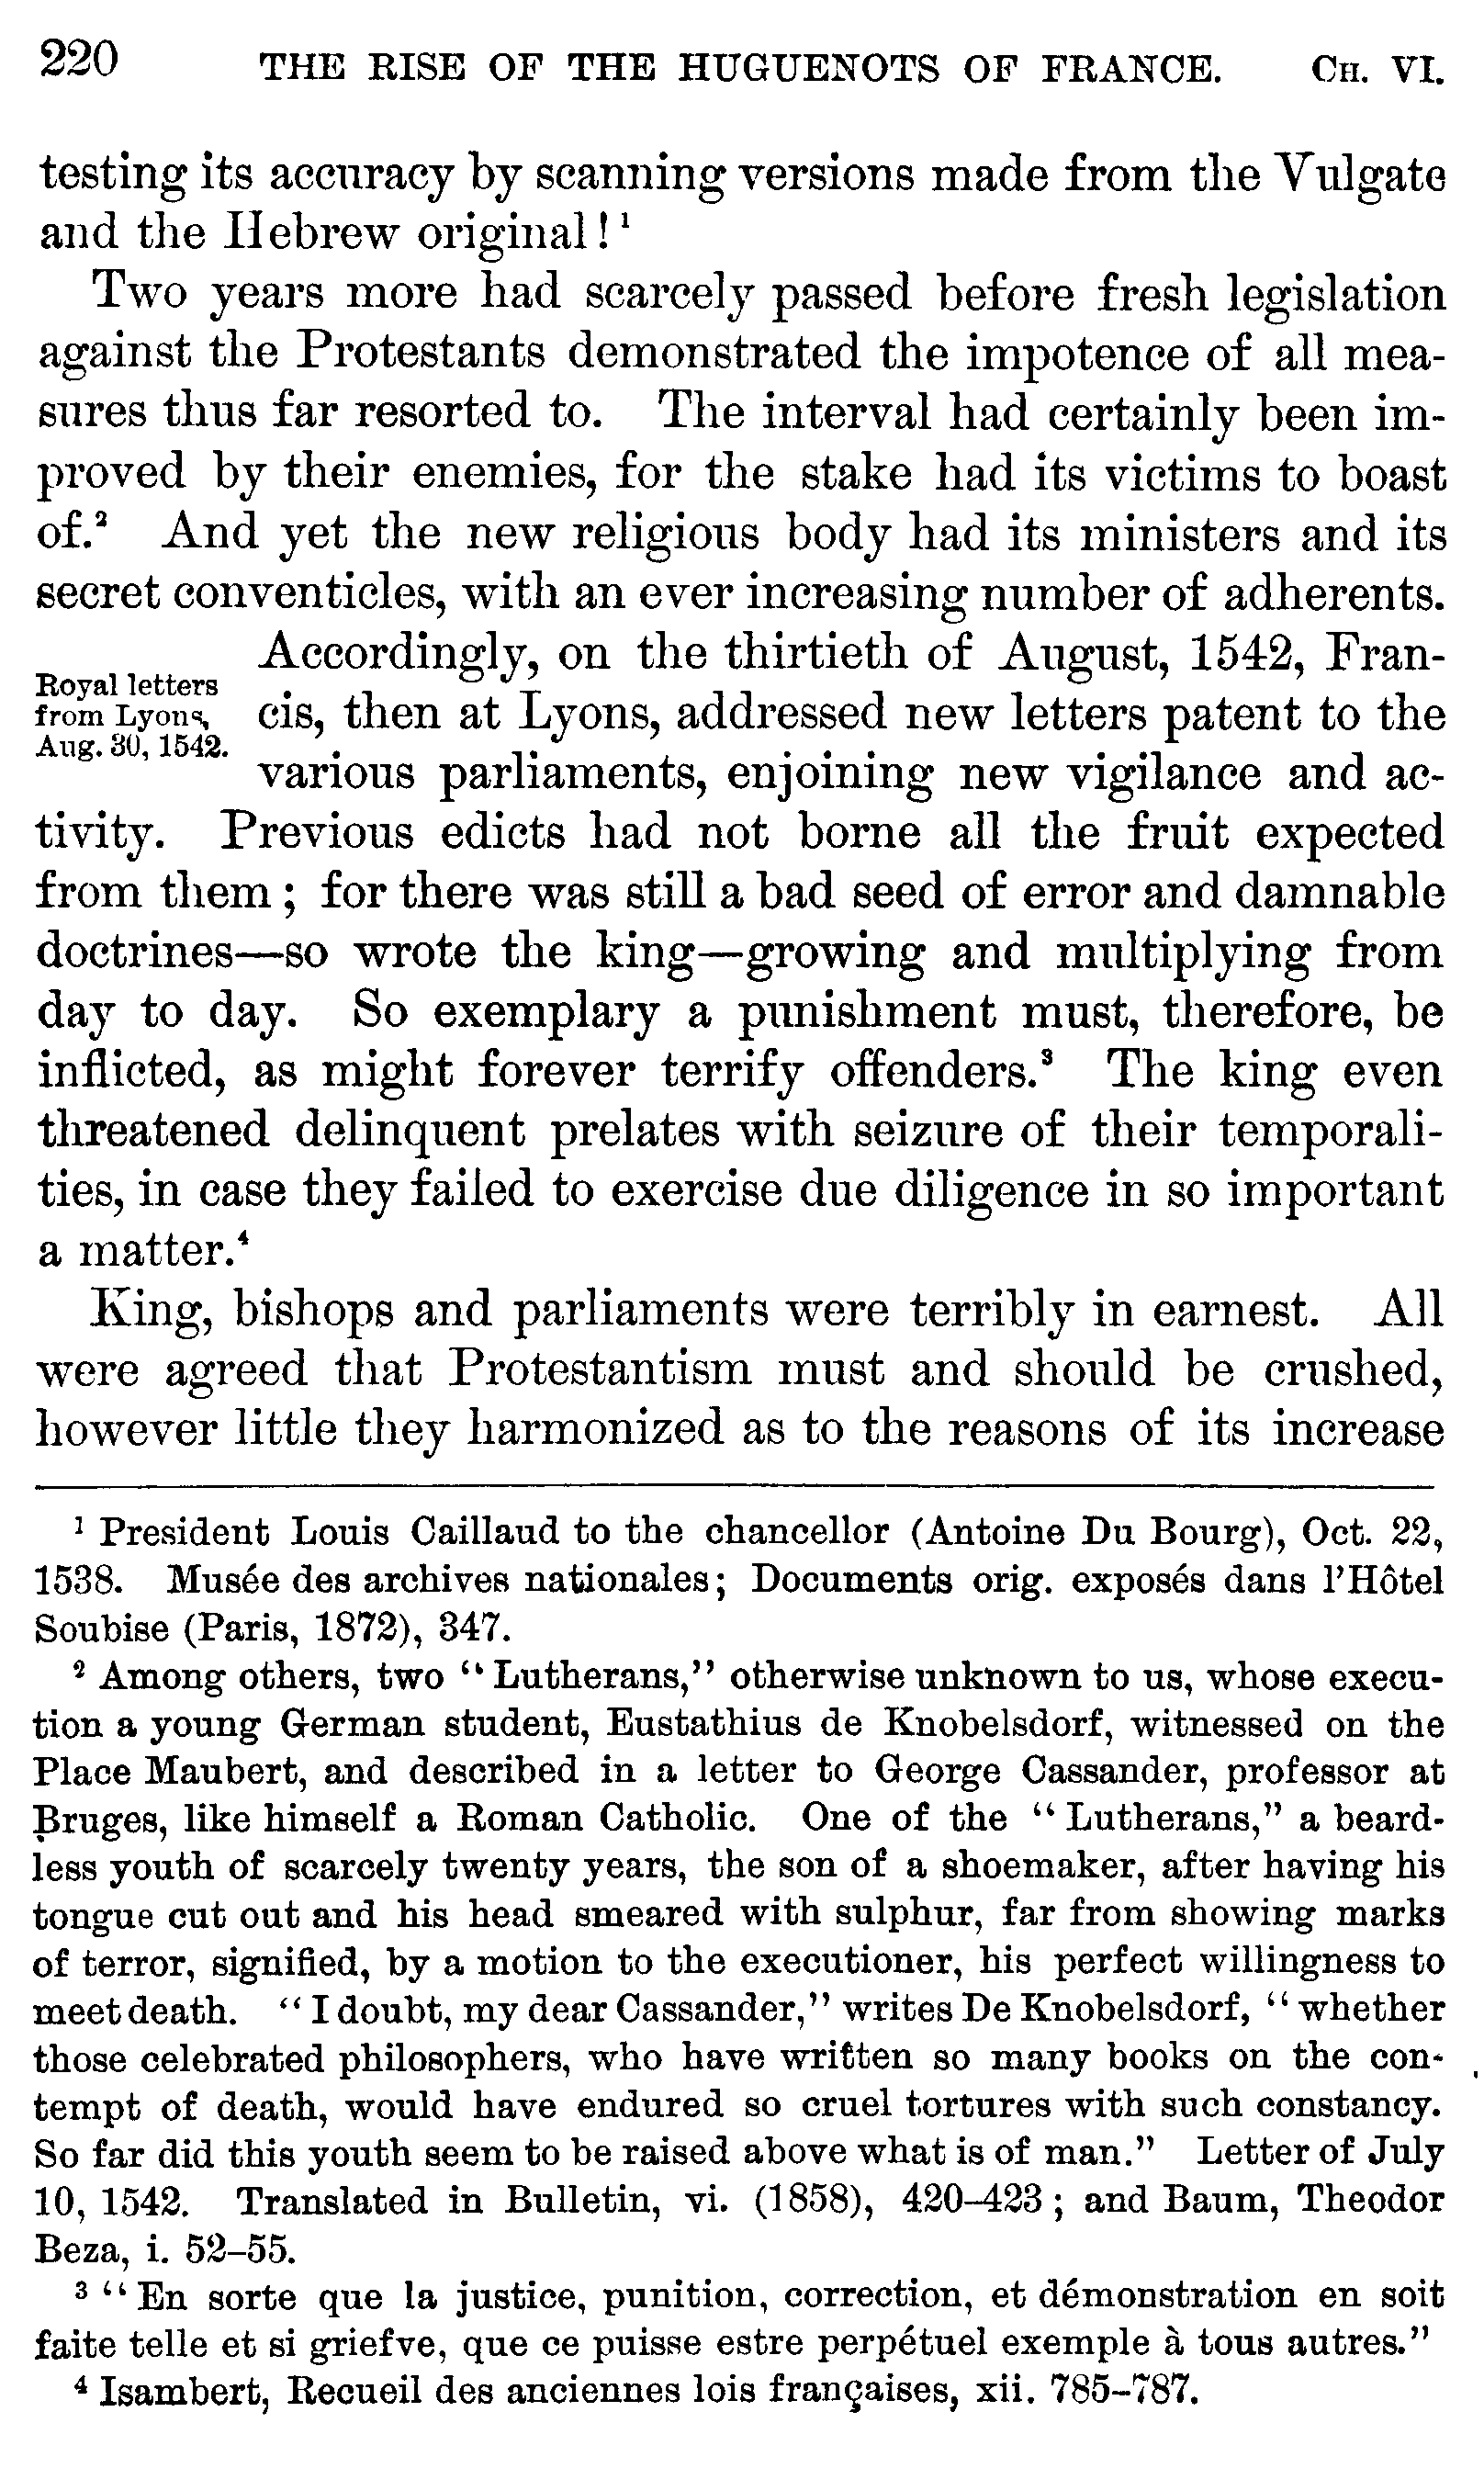 220 THE RISE OF THE HUGUENOTS OF FRANCE. CH. VI.
testing its accuracy by scanning versions made from the Vulgate
and the Hebrew original! ¹
Two years more had scarcely passed before fresh legislation
against the Protestants demonstrated the impotence of all mea-
sures thus far resorted to. The interval had certainly been im-
proved by their enemies, for the stake had its victims to boast
of.² And yet the new religious body had its ministers and its
secret conventicles, with an ever increasing number of adherents.
Royal letters
from Lyons,
Aug. 30, 1542.
Accordingly, on the thirtieth of August, 1542, Fran-
cis, then at Lyons, addressed new letters patent to the
various parliaments, enjoining new vigilance and ac-
tivity. Previous edicts had not borne all the fruit expected
from them; for there was still a bad seed of error and damnable
doctrines—so wrote the king—growing and multiplying from
day to day. So exemplary a punishment must, therefore, be
inflicted, as might forever terrify offenders.³ The king even
threatened delinquent prelates with seizure of their temporali-
ties, in case they failed to exercise due diligence in so important
a matter.⁴
King, bishops and parliaments were terribly in earnest. All
were agreed that Protestantism must and should be crushed,
however little they harmonized as to the reasons of its increase
¹ President Louis Caillaud to the chancellor (Antoine Du Bourg), Oct. 22,
1538. Musée des archives nationales; Documents orig. exposés dans l'Hôtel
Soubise (Paris, 1872), 347.
² Among others, two "Lutherans," otherwise unknown to us, whose execu-
tion a young German student, Eustathius de Knobelsdorf, witnessed on the
Place Maubert, and described in a letter to George Cassander, professor at
Bruges, like himself a Roman Catholic. One of the "Lutherans," a beard-
less youth of scarcely twenty years, the son of a shoemaker, after having his
tongue cut out and his head smeared with sulphur, far from showing marks
of terror, signified, by a motion to the executioner, his perfect willingness to
meet death. "I doubt, my dear Cassander," writes De Knobelsdorf, "whether
those celebrated philosophers, who have written so many books on the con-
tempt of death, would have endured so cruel tortures with such constancy.
So far did this youth seem to be raised above what is of man." Letter of July
10, 1542. Translated in Bulletin, vi. (1858), 420–423; and Baum, Theodor
Beza, i. 52–55.
³ "En sorte que la justice, punition, correction, et démonstration en soit
faite telle et si griefve, que ce puisse estre perpétuel exemple à tous autres."
⁴ Isambert, Recueil des anciennes lois françaises, xii. 785–787.